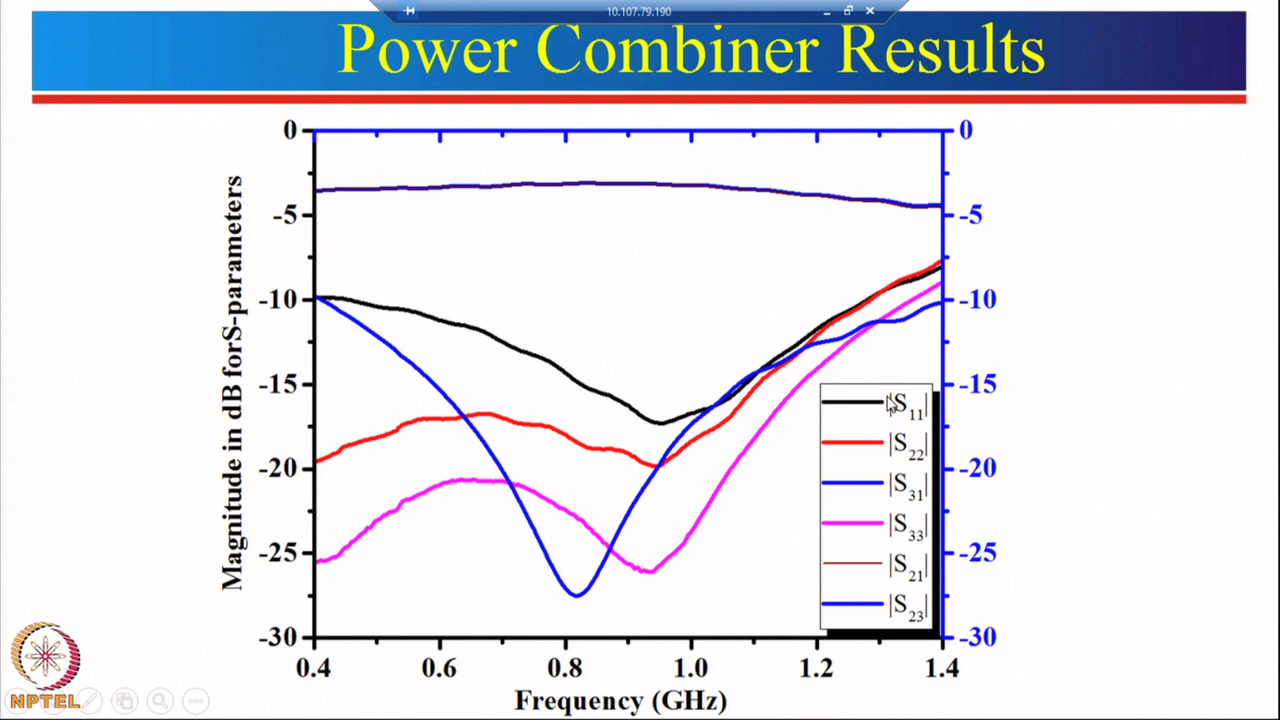 10.107.79.190
Power Combiner Results
0
-5
-10
-15
-20
-25
-30
0
-5
-10
-15
-20
-25
-30
Magnitude in dB forS-parameters
|S11|
|S22|
|S31|
|S33|
|S21|
|S23|
0.4 0.6 0.8 1.0 1.2 1.4
Frequency (GHz)
NPTEL